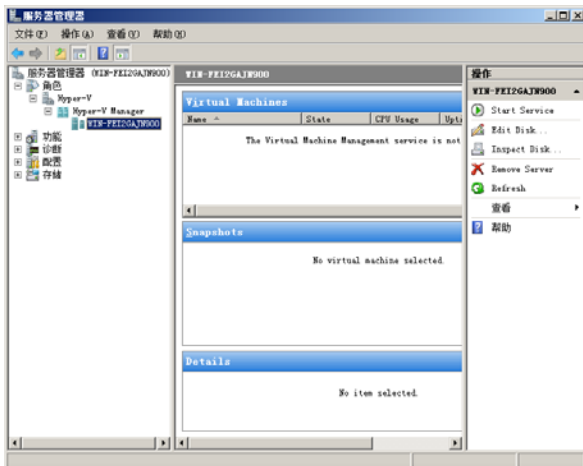 服务器管理器
文件(F) 操作(A) 查看(V) 帮助(H)
服务器管理器 (WIN-FEI2GAJN900)
角色
Hyper-V
Hyper-V Manager
WIN-FEI2GAJN900
功能
诊断
配置
存储
WIN-FEI2GAJN900
Virtual Machines
Name State CPU Usage Upti
The Virtual Machine Management service is not
Snapshots
No virtual machine selected.
Details
No item selected.
操作
WIN-FEI2GAJN900
Start Service
Edit Disk...
Inspect Disk...
Remove Server
Refresh
查看
帮助